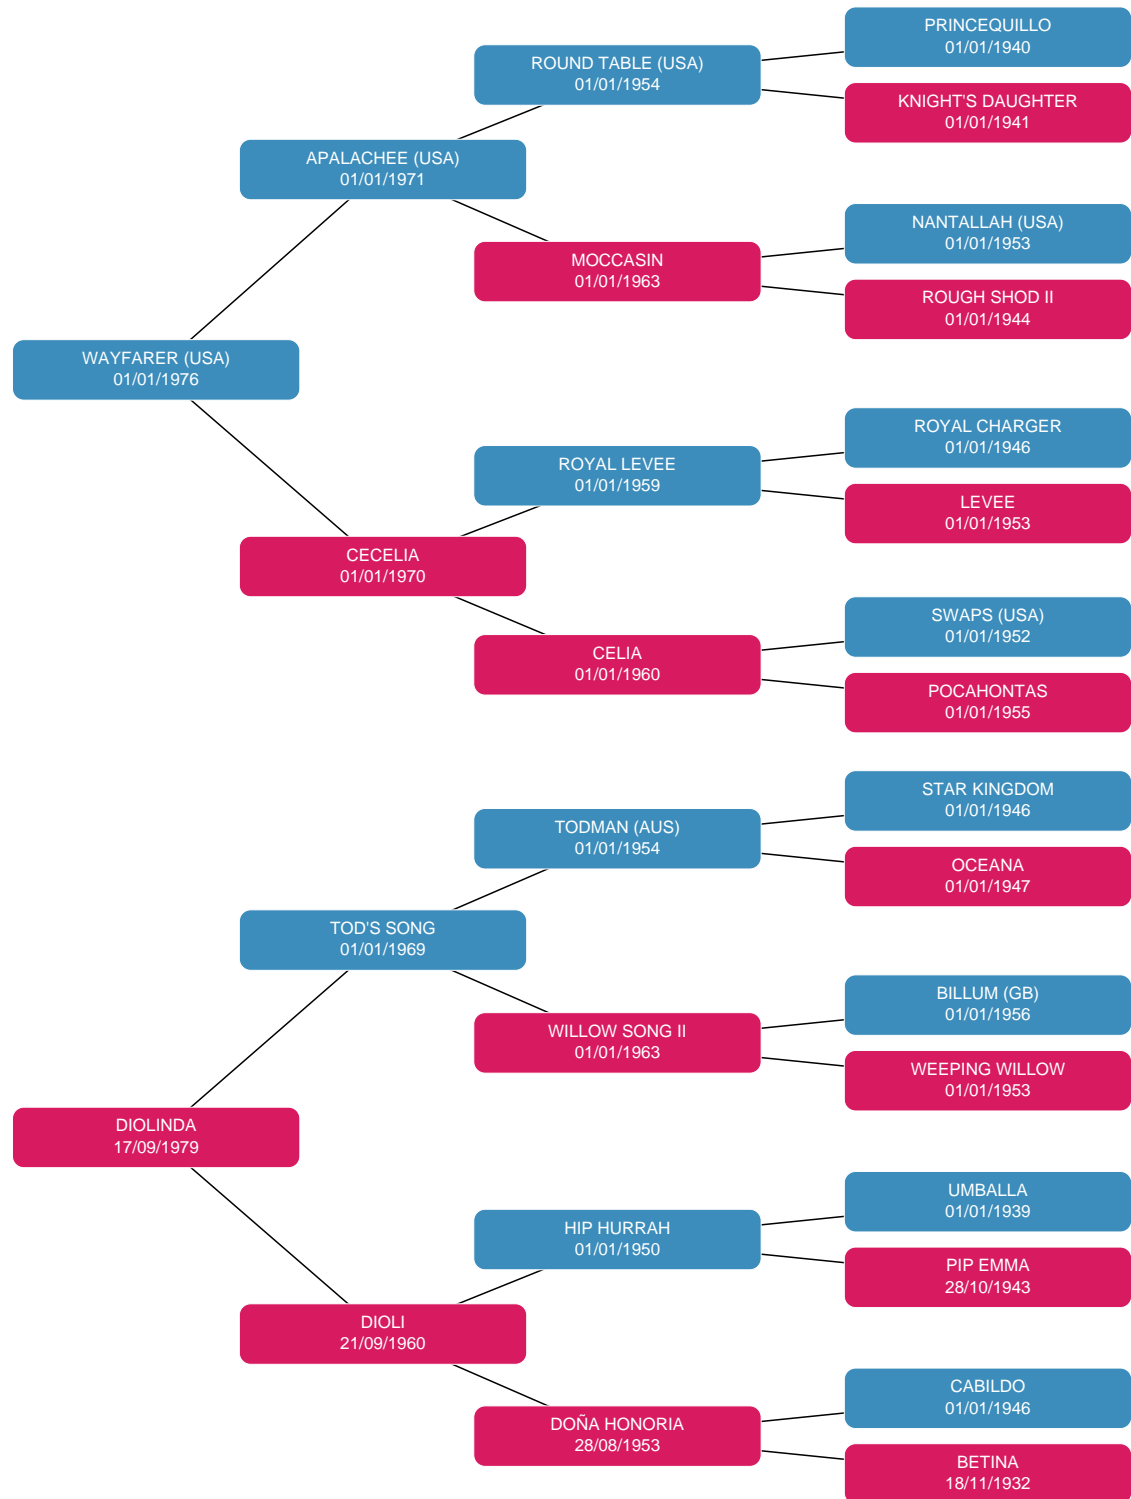 PRINCEQUILLO
01/01/1940
ROUND TABLE (USA)
01/01/1954
KNIGHT'S DAUGHTER
01/01/1941
APALACHEE (USA)
01/01/1971
NANTALLAH (USA)
01/01/1953
MOCCASIN
01/01/1963
ROUGH SHOD II
01/01/1944
WAYFARER (USA)
01/01/1976
ROYAL CHARGER
01/01/1946
ROYAL LEVEE
01/01/1959
LEVEE
01/01/1953
CECELIA
01/01/1970
SWAPS (USA)
01/01/1952
CELIA
01/01/1960
POCAHONTAS
01/01/1955
STAR KINGDOM
01/01/1946
TODMAN (AUS)
01/01/1954
OCEANA
01/01/1947
TOD'S SONG
01/01/1969
BILLUM (GB)
01/01/1956
WILLOW SONG II
01/01/1963
WEEPING WILLOW
01/01/1953
DIOLINDA
17/09/1979
UMBALLA
01/01/1939
HIP HURRAH
01/01/1950
PIP EMMA
28/10/1943
DIOLI
21/09/1960
CABILDO
01/01/1946
DOÑA HONORIA
28/08/1953
BETINA
18/11/1932